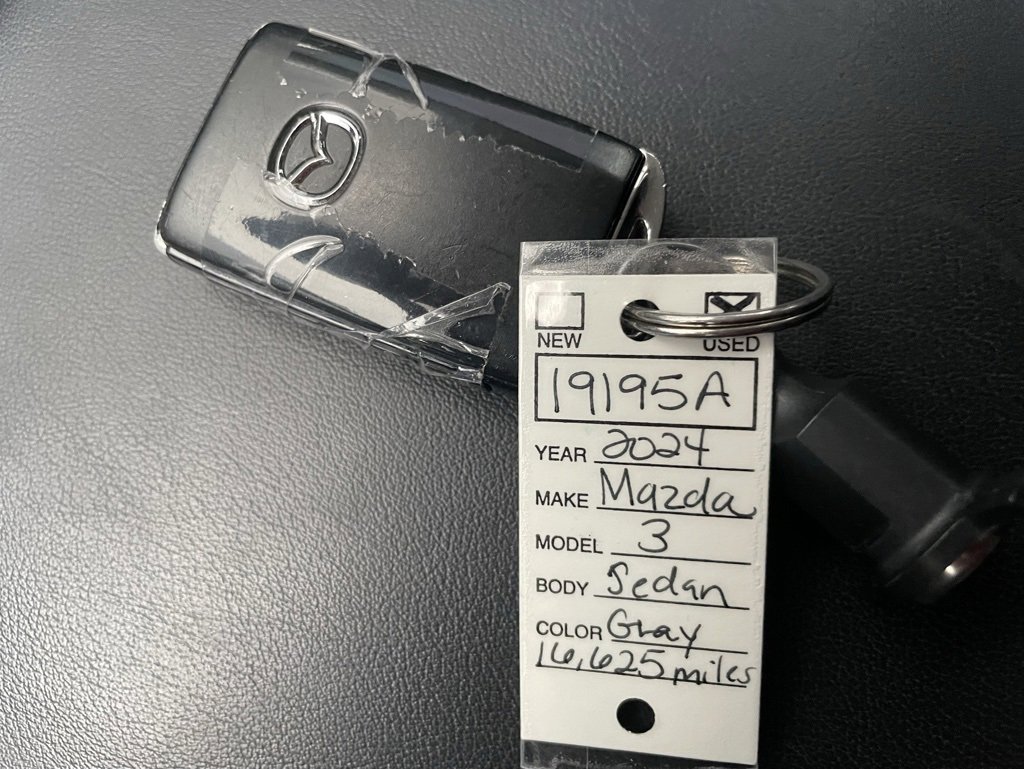 NEW USED
19195A
YEAR 2024
MAKE Mazda
MODEL 3
BODY Sedan
COLOR Gray
16,625 miles